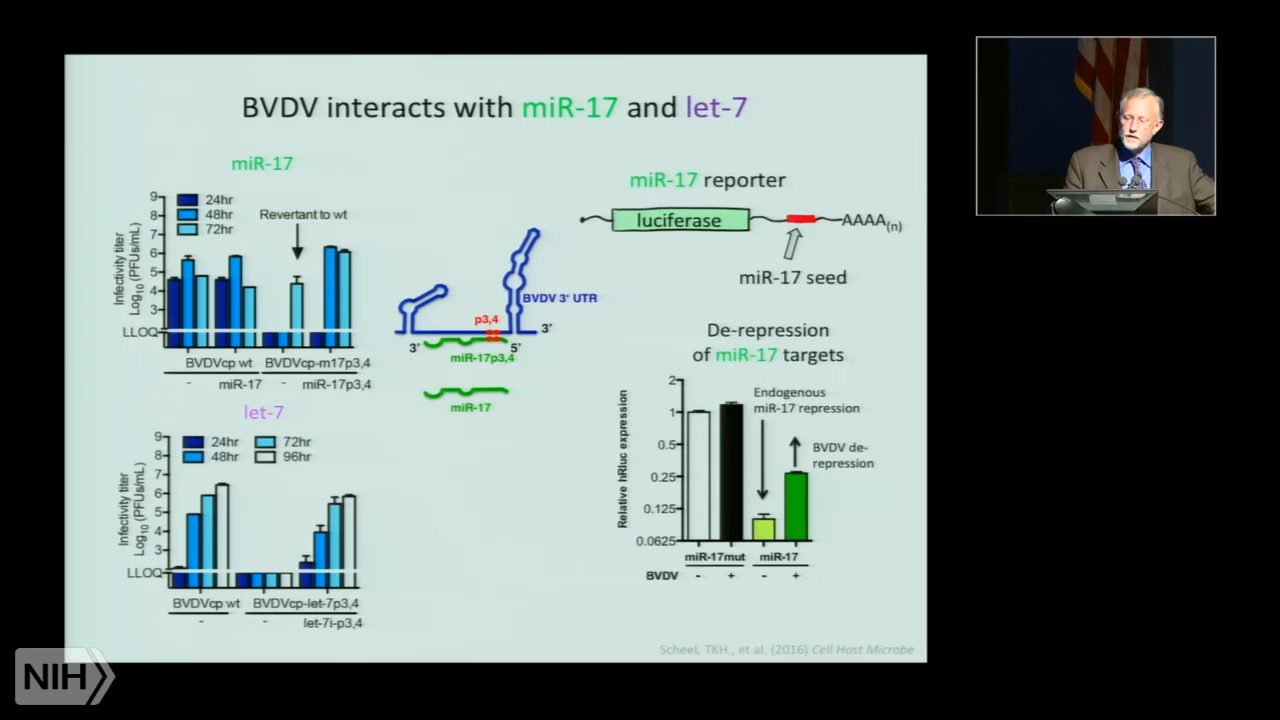 BVDV interacts with miR-17 and let-7
miR-17
24hr
48hr
72hr
Revertant to wt
Infectivity titer
Log10 (PFUs/mL)
9
8
7
6
5
4
3
LLOQ
BVDVcp wt
BVDVcp-m17p3,4
-
miR-17
-
miR-17p3,4
let-7
24hr
72hr
48hr
96hr
Infectivity titer
Log10 (PFUs/mL)
9
8
7
6
5
4
3
LLOQ
BVDVcp wt
BVDVcp-let-7p3,4
-
-
let-7i-p3,4
BVDV 3' UTR
p3,4
3'
3'
5'
miR-17p3,4
miR-17
miR-17 reporter
luciferase
AAAA(n)
miR-17 seed
De-repression
of miR-17 targets
Relative hRluc expression
2
1
0.5
0.25
0.125
0.0625
Endogenous
miR-17 repression
BVDV de-
repression
miR-17mut
miR-17
BVDV
-
+
-
+
Scheel, TKH., et al. (2016) Cell Host Microbe
NIH